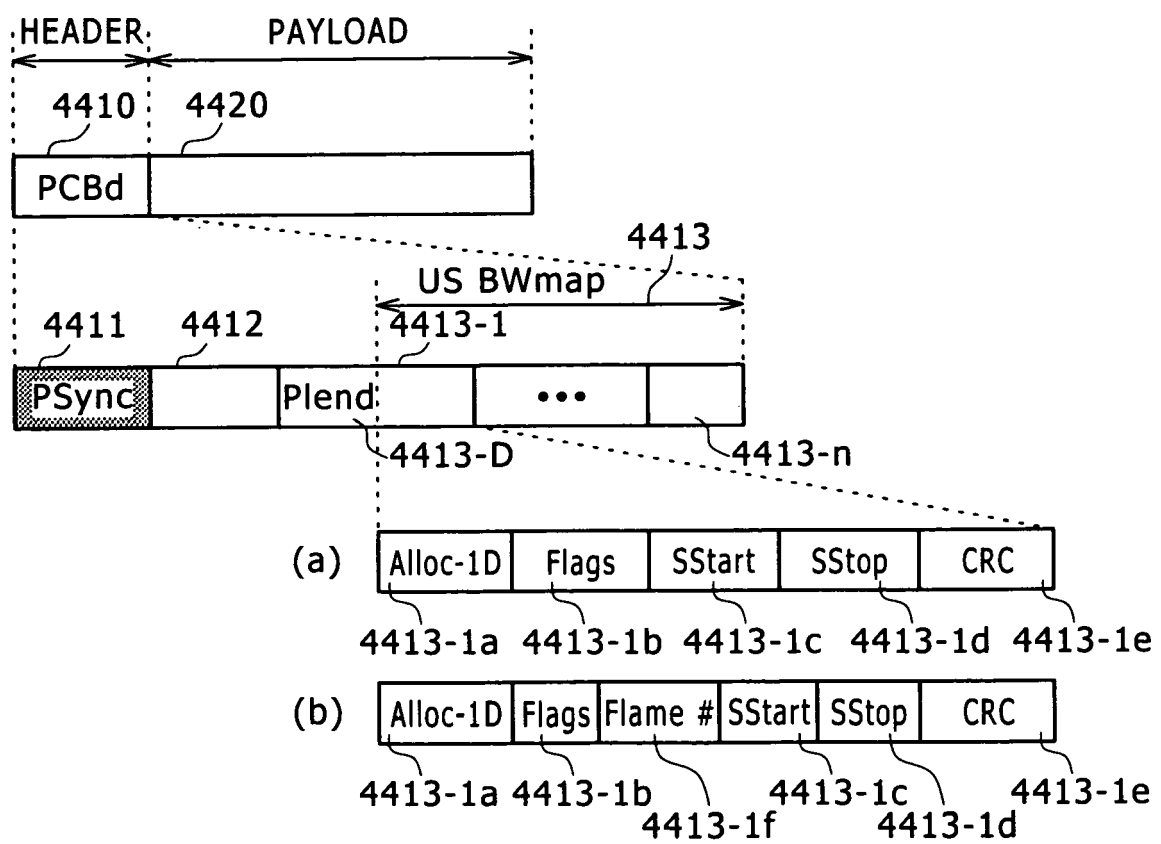 HEADER PAYLOAD
4410 4420
PCBd
4413
US BWmap
4411 4412 4413-1
PSync Plend •••
4413-D 4413-n
(a) Alloc-1D Flags SStart SStop CRC
4413-1a 4413-1b 4413-1c 4413-1d 4413-1e
(b) Alloc-1D Flags Flame # SStart SStop CRC
4413-1a 4413-1b 4413-1c 4413-1e
4413-1f 4413-1d